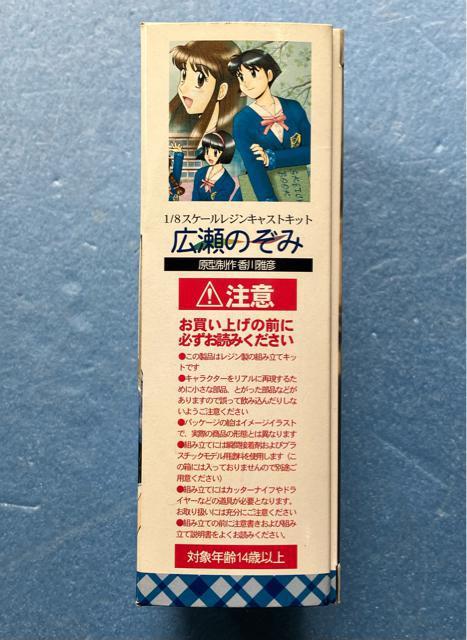 SKETCH
BOOK
1/8スケールレジンキャストキット
広瀬のぞみ
原型制作 香川雅彦
注意
お買い上げの前に
必ずお読みください
●この製品はレジン製の組み立てキッ
トです
●キャラクターをリアルに再現するた
めに小さな部品、とがった部品などが
ありますので誤って飲み込んだりしな
いようご注意ください
●パッケージの絵はイメージイラスト
で、実際の商品の形態とは異なります
●組み立てには瞬間接着剤およびプラ
スチックモデル用塗料を使用します（こ
の箱には入っておりませんので別途ご
用意ください）
●組み立てにはカッターナイフやドラ
イヤーなどの道具が必要となります。
お取り扱いには充分にご注意ください
●組み立ての前に注意書きおよび組み
立て説明書をよくお読みください。
対象年齢14歳以上